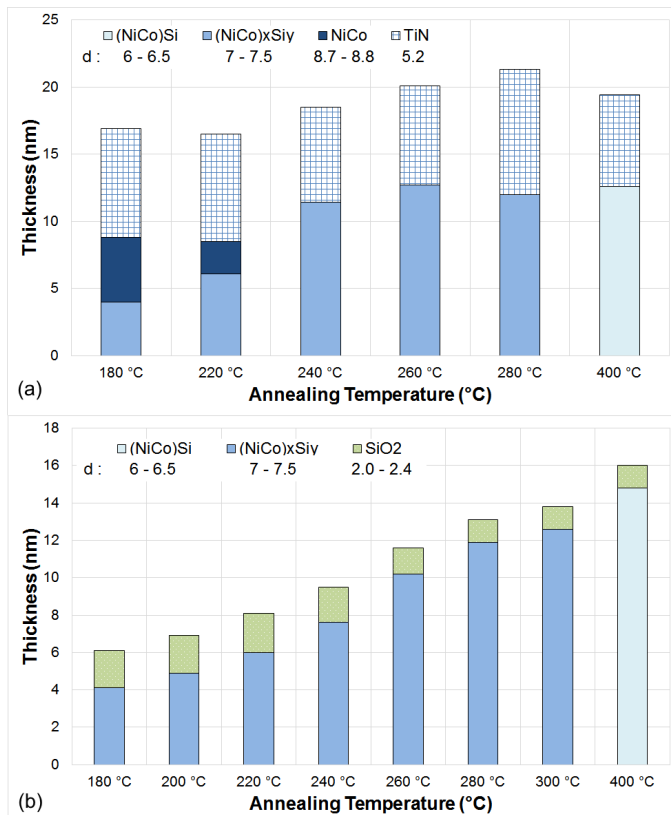 25
(NiCo)Si (NiCo)xSiy NiCo TiN
d : 6 - 6.5 7 - 7.5 8.7 - 8.8 5.2
20
15
10
5
0
Thickness (nm)
180 °C 220 °C 240 °C 260 °C 280 °C 400 °C
(a) Annealing Temperature (°C)
18
(NiCo)Si (NiCo)xSiy SiO2
d : 6 - 6.5 7 - 7.5 2.0 - 2.4
16
14
12
10
8
6
4
2
0
Thickness (nm)
180 °C 200 °C 220 °C 240 °C 260 °C 280 °C 300 °C 400 °C
(b) Annealing Temperature (°C)